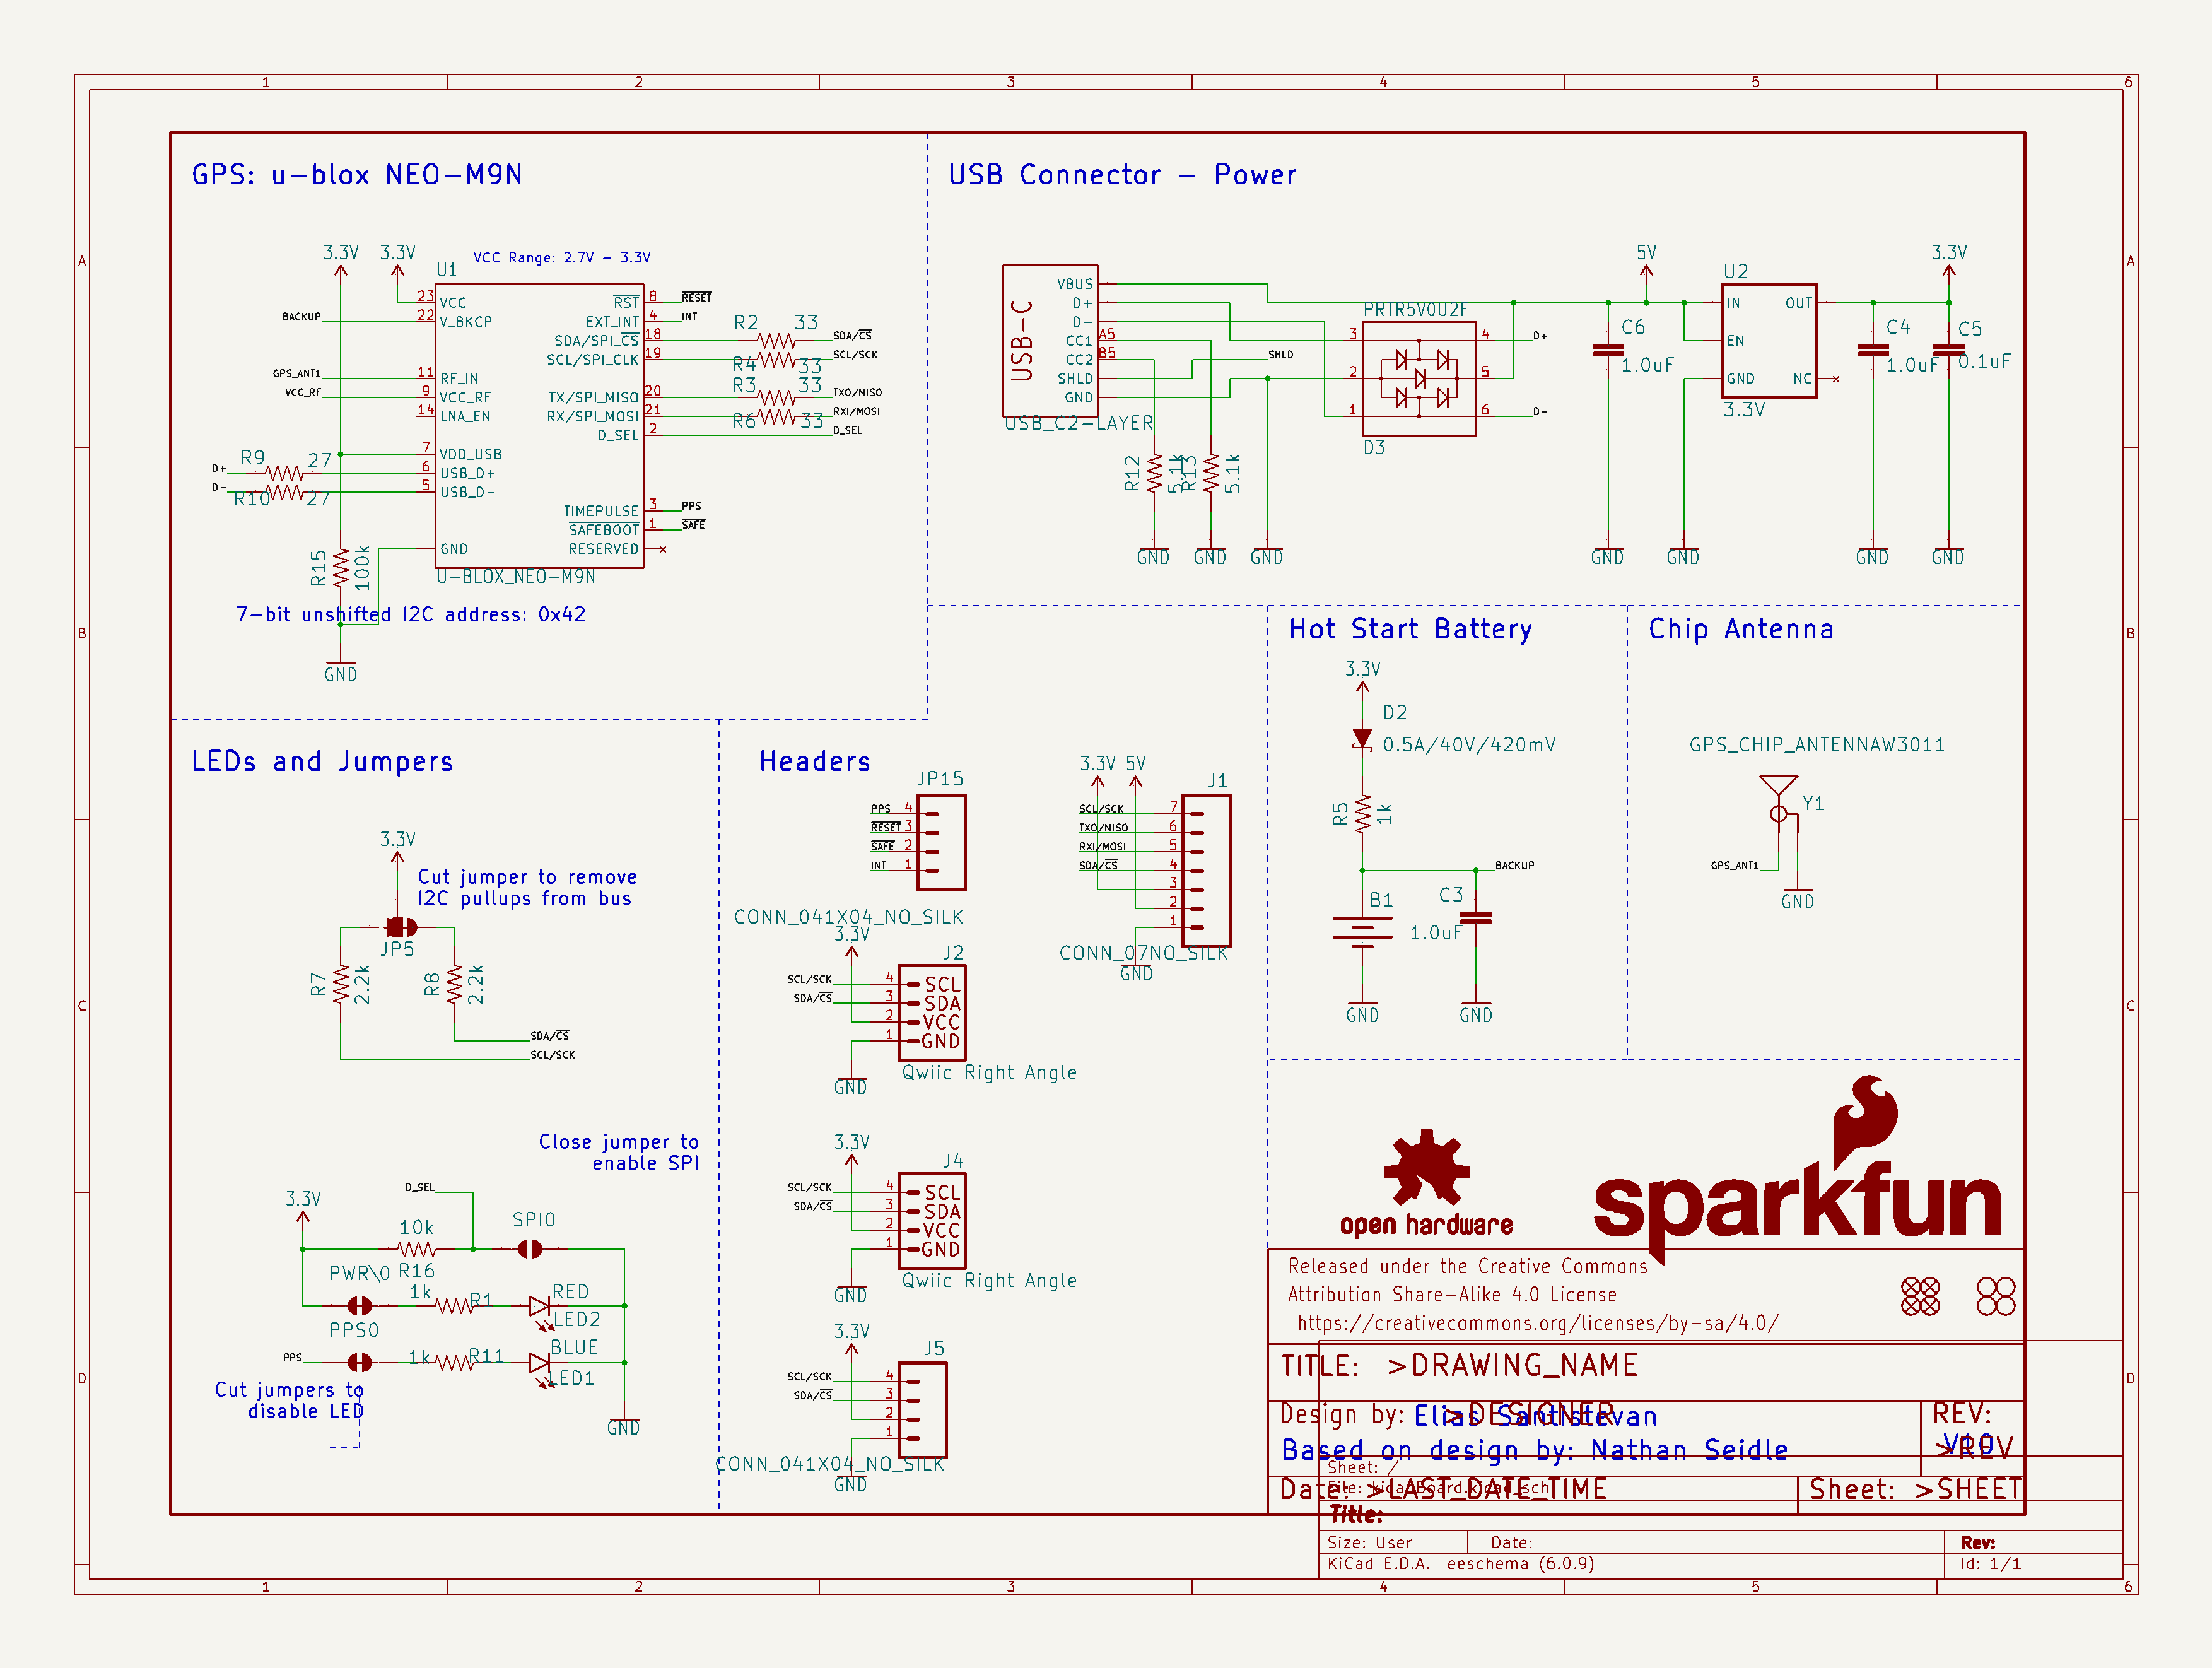 1 2 3 4 5 6
A A
B B
C C
D D
1 2 3 4 5 6
GPS: u-blox NEO-M9N
3.3V 3.3V
VCC Range: 2.7V - 3.3V
U1
BACKUP
GPS_ANT1
VCC_RF
23 VCC
22 V_BKCP
11 RF_IN
9 VCC_RF
14 LNA_EN
7 VDD_USB
6 USB_D+
5 USB_D-
GND
RST 8 RESET
EXT_INT 4 INT
SDA/SPI_CS 18
SCL/SPI_CLK 19
TX/SPI_MISO 20
RX/SPI_MOSI 21
D_SEL 2 D_SEL
TIMEPULSE 3 PPS
SAFEBOOT 1 SAFE
RESERVED
R2 33 SDA/CS
R4 33 SCL/SCK
R3 33 TXO/MISO
R6 33 RXI/MOSI
D+ R9 27
D- R10 27
R15 100k
U-BLOX_NEO-M9N
7-bit unshifted I2C address: 0x42
GND
USB Connector - Power
USB-C
VBUS
D+
D-
CC1 A5
CC2 B5
SHLD
GND
USB_C2-LAYER
SHLD
R12 5.1k
R13 5.1k
GND GND GND
PRTR5V0U2F
3 4 D+
2 5
1 6 D-
D3
5V
C6
1.0uF
GND
U2
IN OUT
EN
GND NC
3.3V
GND
3.3V
C4
1.0uF
C5
0.1uF
GND GND
Hot Start Battery
3.3V
D2
0.5A/40V/420mV
R5 1k
BACKUP
B1
C3
1.0uF
GND GND
Chip Antenna
GPS_CHIP_ANTENNAW3011
Y1
GPS_ANT1
GND
LEDs and Jumpers
3.3V
Cut jumper to remove
I2C pullups from bus
JP5
R7 2.2k
R8 2.2k
SDA/CS
SCL/SCK
Close jumper to
enable SPI
D_SEL
3.3V
10k
R16
SPI0
PWR\0
1k R1
RED
LED2
PPS0
PPS
1k R11
BLUE
LED1
Cut jumpers to
disable LED
GND
Headers
JP15
PPS 4
RESET 3
SAFE 2
INT 1
CONN_041X04_NO_SILK
3.3V 5V
J1
SCL/SCK 7
TXO/MISO 6
RXI/MOSI 5
SDA/CS 4
3
2
1
CONN_07NO_SILK
GND
3.3V
J2
SCL/SCK 4 SCL
SDA/CS 3 SDA
2 VCC
1 GND
Qwiic Right Angle
GND
3.3V
J4
SCL/SCK 4 SCL
SDA/CS 3 SDA
2 VCC
1 GND
Qwiic Right Angle
GND
3.3V
J5
SCL/SCK 4
SDA/CS 3
2
1
CONN_041X04_NO_SILK
GND
open hardware
sparkfun
Released under the Creative Commons
Attribution Share-Alike 4.0 License
https://creativecommons.org/licenses/by-sa/4.0/
TITLE: >DRAWING_NAME
Design by: Elias Santistevan
>DESIGNER
REV:
V10
>REV
Based on design by: Nathan Seidle
Sheet: /
File: kicadBoard.kicad_sch
Date: >LAST_DATE_TIME
Sheet: >SHEET
Title:
Size: User Date: Rev:
KiCad E.D.A. eeschema (6.0.9) Id: 1/1